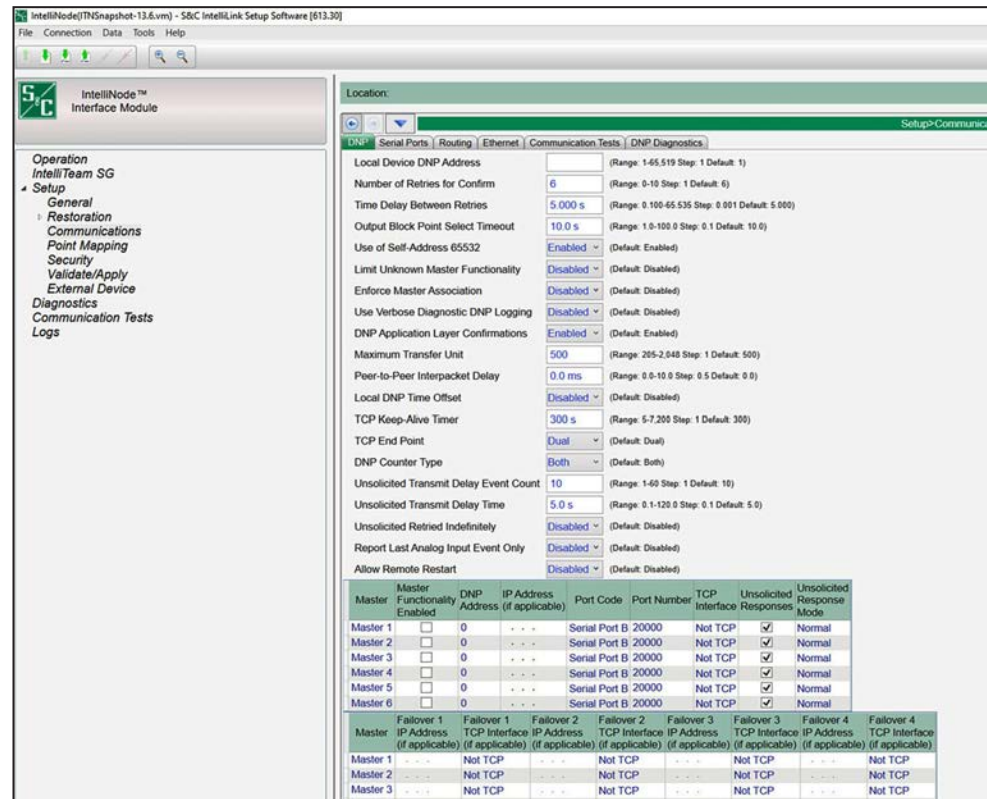 IntelliNode(ITNSnapshot-13.6.vm) - S&C IntelliLink Setup Software [613.30]
File Connection Data Tools Help
S&C
IntelliNode™
Interface Module
Operation
IntelliTeam SG
Setup
General
Restoration
Communications
Point Mapping
Security
Validate/Apply
External Device
Diagnostics
Communication Tests
Logs
Location:
Setup>Communica
DNP Serial Ports Routing Ethernet Communication Tests DNP Diagnostics
Local Device DNP Address (Range: 1-65,519 Step: 1 Default: 1)
Number of Retries for Confirm 6 (Range: 0-10 Step: 1 Default: 6)
Time Delay Between Retries 5.000 s (Range: 0.100-65.535 Step: 0.001 Default: 5.000)
Output Block Point Select Timeout 10.0 s (Range: 1.0-100.0 Step: 0.1 Default: 10.0)
Use of Self-Address 65532 Enabled (Default: Enabled)
Limit Unknown Master Functionality Disabled (Default: Disabled)
Enforce Master Association Disabled (Default: Disabled)
Use Verbose Diagnostic DNP Logging Disabled (Default: Disabled)
DNP Application Layer Confirmations Enabled (Default: Enabled)
Maximum Transfer Unit 500 (Range: 205-2,048 Step: 1 Default: 500)
Peer-to-Peer Interpacket Delay 0.0 ms (Range: 0.0-10.0 Step: 0.5 Default: 0.0)
Local DNP Time Offset Disabled (Default: Disabled)
TCP Keep-Alive Timer 300 s (Range: 5-7,200 Step: 1 Default: 300)
TCP End Point Dual (Default: Dual)
DNP Counter Type Both (Default: Both)
Unsolicited Transmit Delay Event Count 10 (Range: 1-60 Step: 1 Default: 10)
Unsolicited Transmit Delay Time 5.0 s (Range: 0.1-120.0 Step: 0.1 Default: 5.0)
Unsolicited Retried Indefinitely Disabled (Default: Disabled)
Report Last Analog Input Event Only Disabled (Default: Disabled)
Allow Remote Restart Disabled (Default: Disabled)
Master Master Functionality Enabled DNP Address IP Address (if applicable) Port Code Port Number TCP Interface Unsolicited Responses Unsolicited Response Mode
Master 1 0 . . . Serial Port B 20000 Not TCP Normal
Master 2 0 . . . Serial Port B 20000 Not TCP Normal
Master 3 0 . . . Serial Port B 20000 Not TCP Normal
Master 4 0 . . . Serial Port B 20000 Not TCP Normal
Master 5 0 . . . Serial Port B 20000 Not TCP Normal
Master 6 0 . . . Serial Port B 20000 Not TCP Normal
Master Failover 1 IP Address (if applicable) Failover 1 TCP Interface (if applicable) Failover 2 IP Address (if applicable) Failover 2 TCP Interface (if applicable) Failover 3 IP Address (if applicable) Failover 3 TCP Interface (if applicable) Failover 4 IP Address (if applicable) Failover 4 TCP Interface (if applicable)
Master 1 . . . Not TCP . . . Not TCP . . . Not TCP . . . Not TCP
Master 2 . . . Not TCP . . . Not TCP . . . Not TCP . . . Not TCP
Master 3 . . . Not TCP . . . Not TCP . . . Not TCP . . . Not TCP